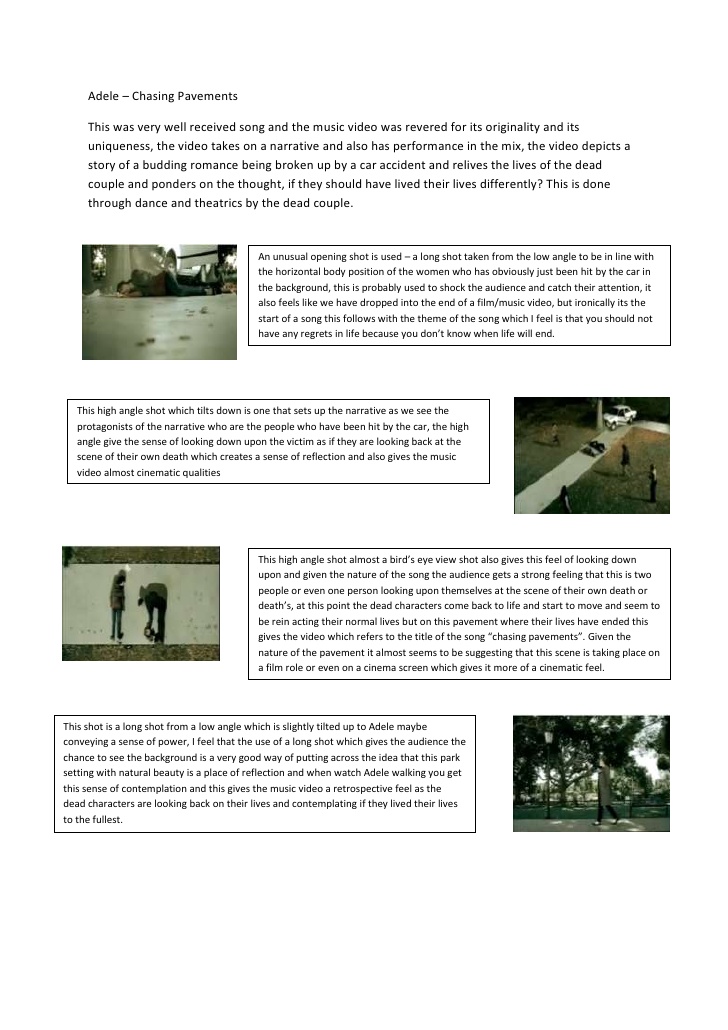 Adele – Chasing Pavements
This was very well received song and the music video was revered for its originality and its
uniqueness, the video takes on a narrative and also has performance in the mix, the video depicts a
story of a budding romance being broken up by a car accident and relives the lives of the dead
couple and ponders on the thought, if they should have lived their lives differently? This is done
through dance and theatrics by the dead couple.
An unusual opening shot is used – a long shot taken from the low angle to be in line with
the horizontal body position of the women who has obviously just been hit by the car in
the background, this is probably used to shock the audience and catch their attention, it
also feels like we have dropped into the end of a film/music video, but ironically its the
start of a song this follows with the theme of the song which I feel is that you should not
have any regrets in life because you don't know when life will end.
This high angle shot which tilts down is one that sets up the narrative as we see the
protagonists of the narrative who are the people who have been hit by the car, the high
angle give the sense of looking down upon the victim as if they are looking back at the
scene of their own death which creates a sense of reflection and also gives the music
video almost cinematic qualities
This high angle shot almost a bird's eye view shot also gives this feel of looking down
upon and given the nature of the song the audience gets a strong feeling that this is two
people or even one person looking upon themselves at the scene of their own death or
death's, at this point the dead characters come back to life and start to move and seem to
be rein acting their normal lives but on this pavement where their lives have ended this
gives the video which refers to the title of the song “chasing pavements”. Given the
nature of the pavement it almost seems to be suggesting that this scene is taking place on
a film role or even on a cinema screen which gives it more of a cinematic feel.
This shot is a long shot from a low angle which is slightly tilted up to Adele maybe
conveying a sense of power, I feel that the use of a long shot which gives the audience the
chance to see the background is a very good way of putting across the idea that this park
setting with natural beauty is a place of reflection and when watch Adele walking you get
this sense of contemplation and this gives the music video a retrospective feel as the
dead characters are looking back on their lives and contemplating if they lived their lives
to the fullest.